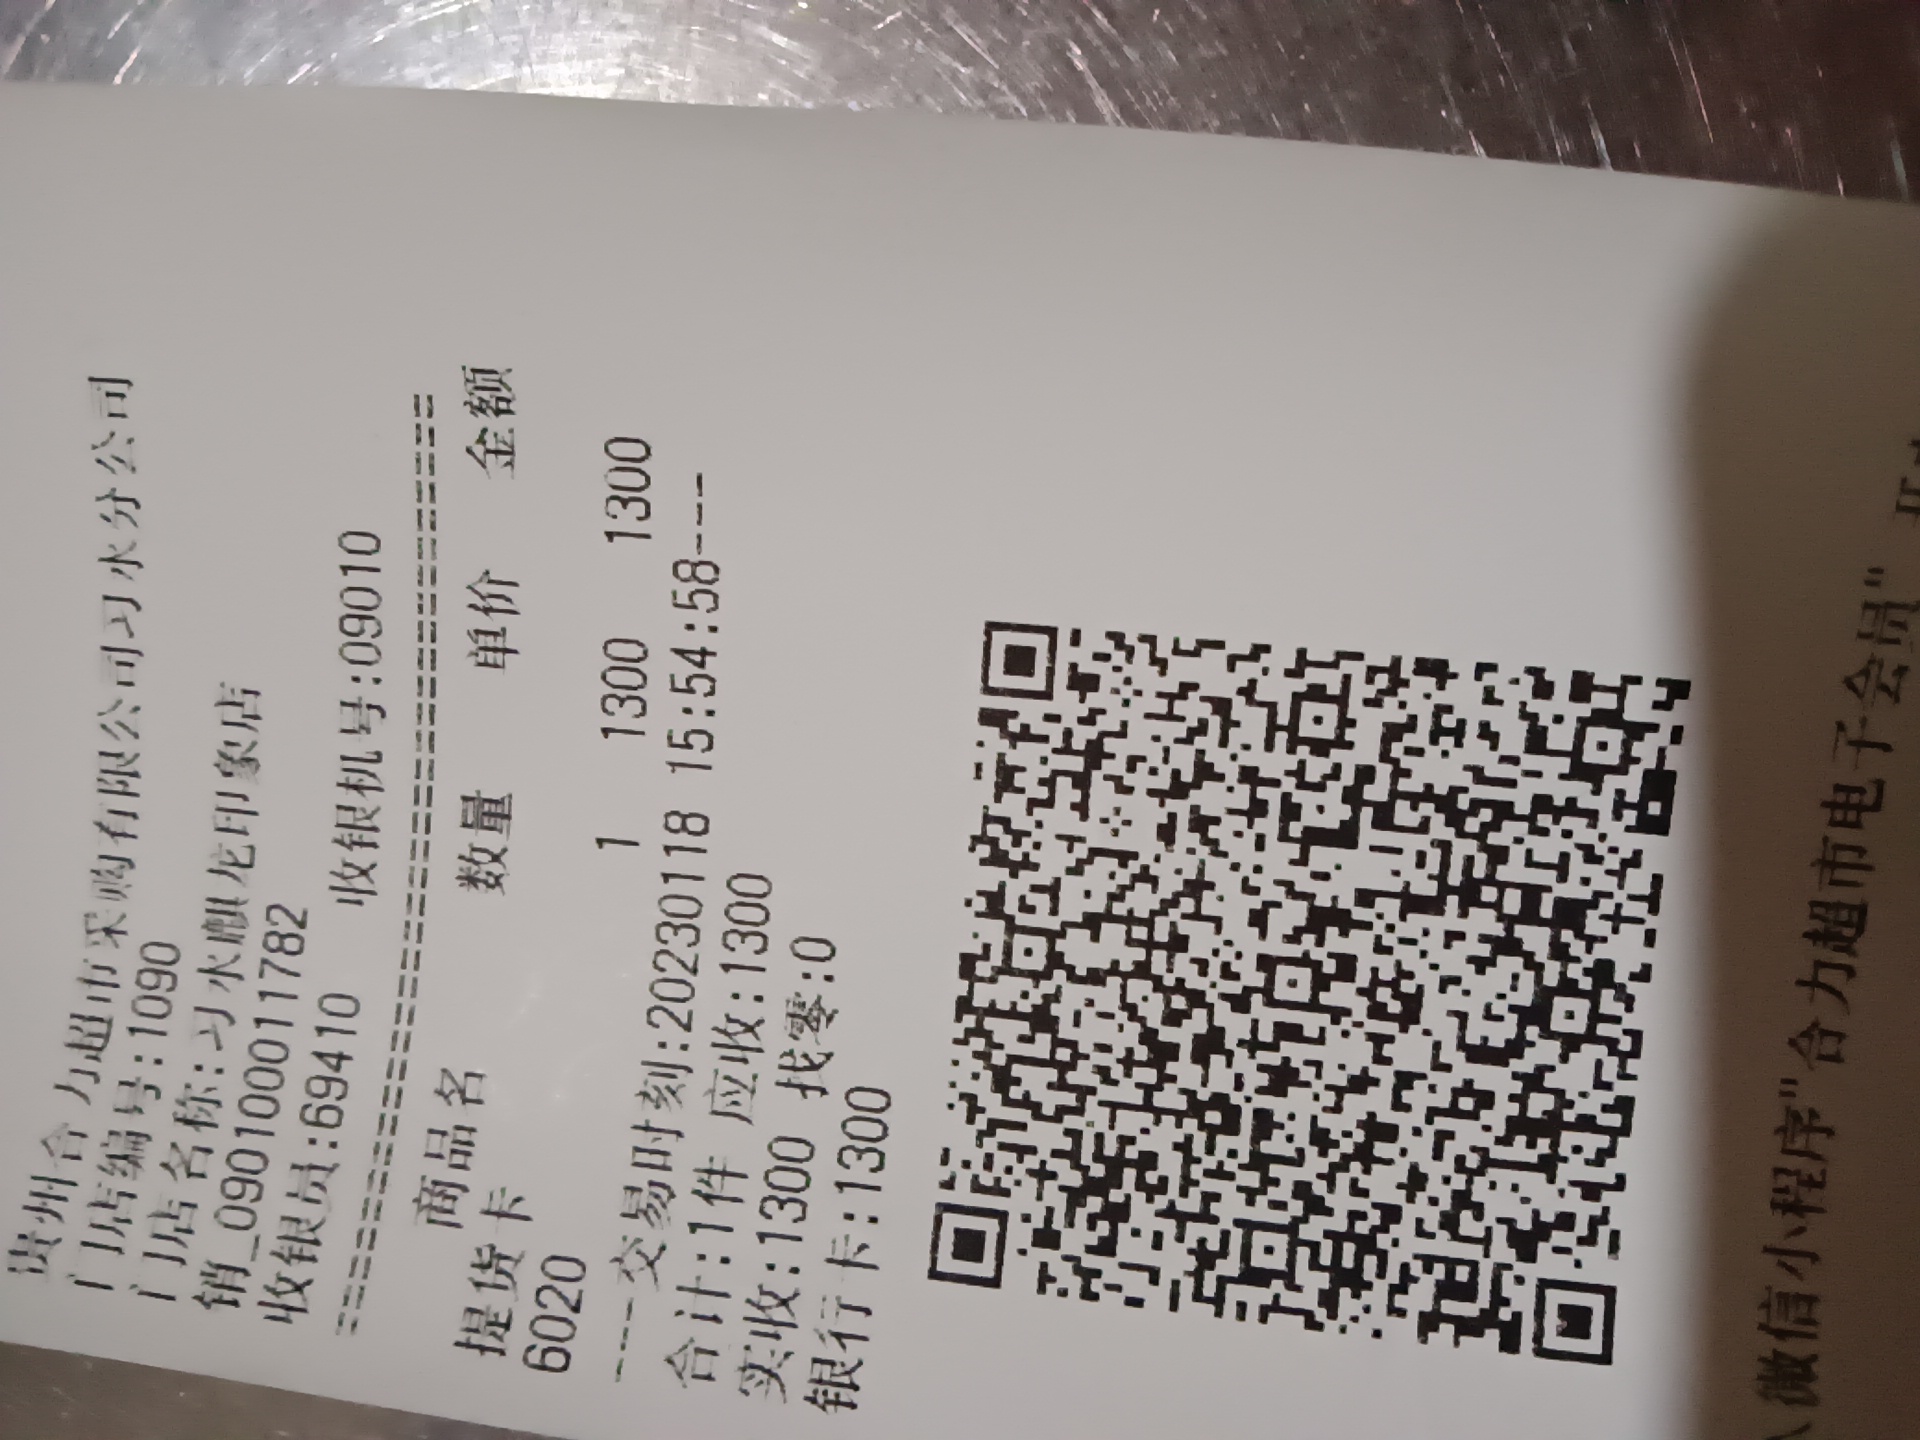 贵州合力超市采购有限公司习水分公司
门店编号:1090
门店名称:习水麒龙印象店
销_0901000011782
收银员:69410 收银机号:09010
========================================
商品名 数量 单价 金额
提货卡
6020 1 1300 1300
----交易时刻:20230118 15:54:58----
合计:1件 应收:1300
实收:1300 找零:0
银行卡:1300
微信小程序"合力超市电子会员"